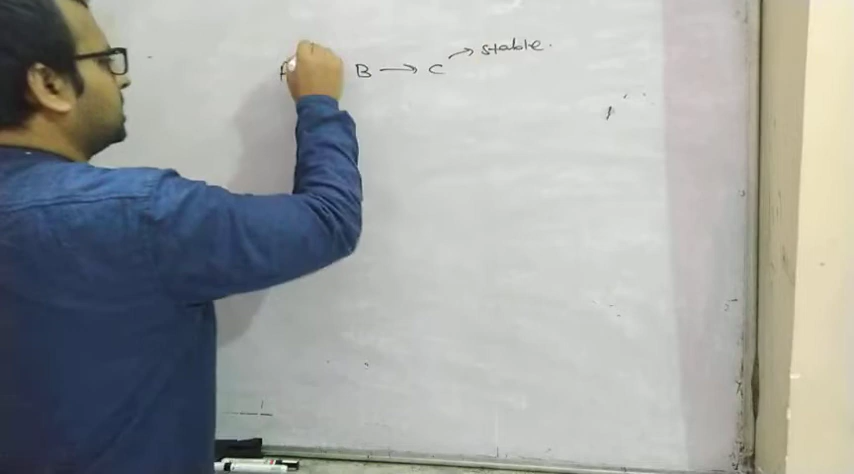 B → C → stable.